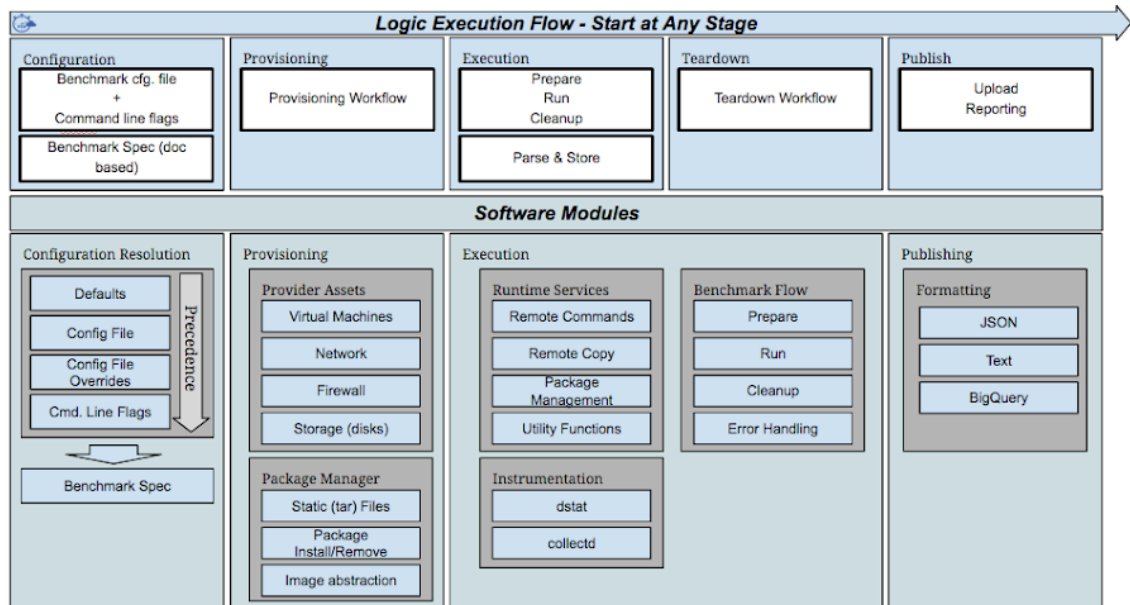 Logic Execution Flow - Start at Any Stage
Configuration
Benchmark cfg. file
+
Command line flags
Benchmark Spec (doc
based)
Provisioning
Provisioning Workflow
Execution
Prepare
Run
Cleanup
Parse & Store
Teardown
Teardown Workflow
Publish
Upload
Reporting
Software Modules
Configuration Resolution
Defaults
Config File
Config File
Overrides
Cmd. Line Flags
Precedence
Benchmark Spec
Provisioning
Provider Assets
Virtual Machines
Network
Firewall
Storage (disks)
Package Manager
Static (tar) Files
Package
Install/Remove
Image abstraction
Execution
Runtime Services
Remote Commands
Remote Copy
Package
Management
Utility Functions
Instrumentation
dstat
collectd
Benchmark Flow
Prepare
Run
Cleanup
Error Handling
Publishing
Formatting
JSON
Text
BigQuery